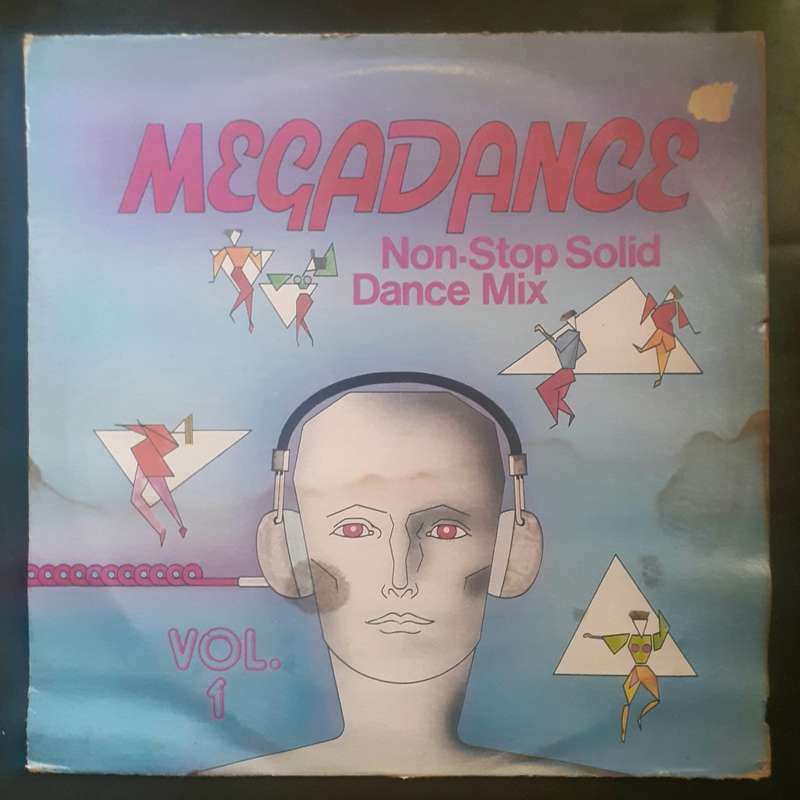 MEGADANCE
Non-Stop Solid
Dance Mix
VOL.
1